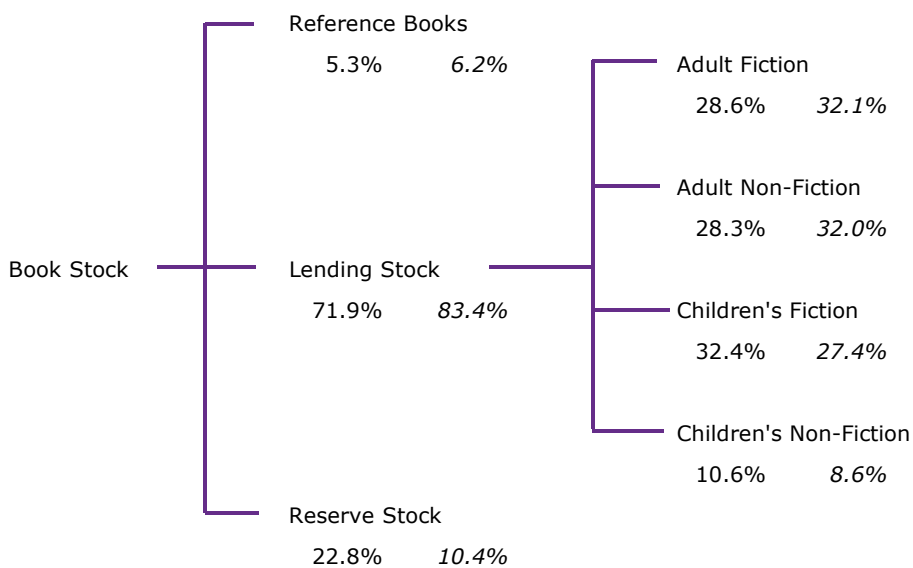 Reference Books
5.3% 6.2%
Adult Fiction
28.6% 32.1%
Adult Non-Fiction
28.3% 32.0%
Book Stock
Lending Stock
71.9% 83.4%
Children's Fiction
32.4% 27.4%
Children's Non-Fiction
10.6% 8.6%
Reserve Stock
22.8% 10.4%